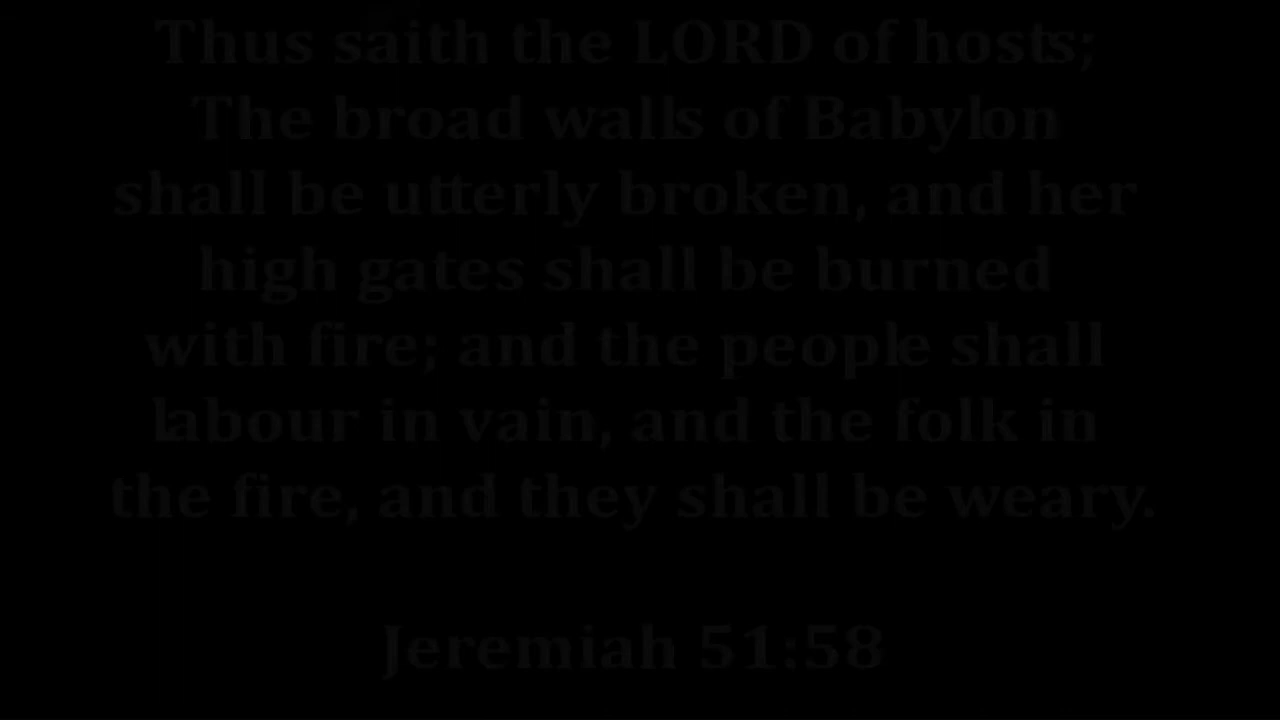 Thus saith the LORD of hosts;
The broad walls of Babylon
shall be utterly broken, and her
high gates shall be burned
with fire; and the people shall
labour in vain, and the folk in
the fire, and they shall be weary.
Jeremiah 51:58